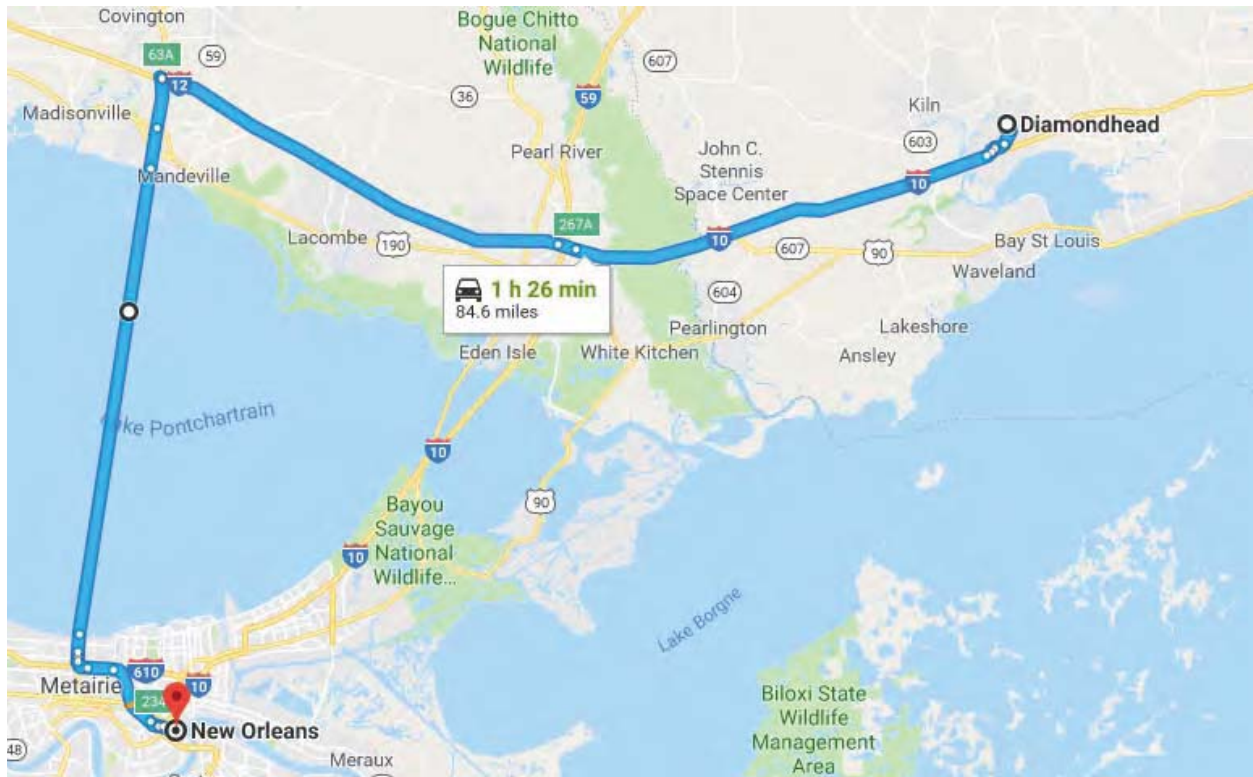 Covington
Bogue Chitto
National
Wildlife
63A
59
607
12
36
59
Kiln
Madisonville
Diamondhead
603
Pearl River
John C.
Stennis
Space Center
Mandeville
10
267A
Lacombe
190
10
607
90
Bay St Louis
Waveland
1 h 26 min
84.6 miles
604
Pearlington
Lakeshore
Eden Isle
White Kitchen
Ansley
Lake Pontchartrain
10
90
Bayou
Sauvage
National
Wildlife...
10
Lake Borgne
610
10
Metairie
234
New Orleans
Biloxi State
Wildlife
Management
Area
48
Meraux